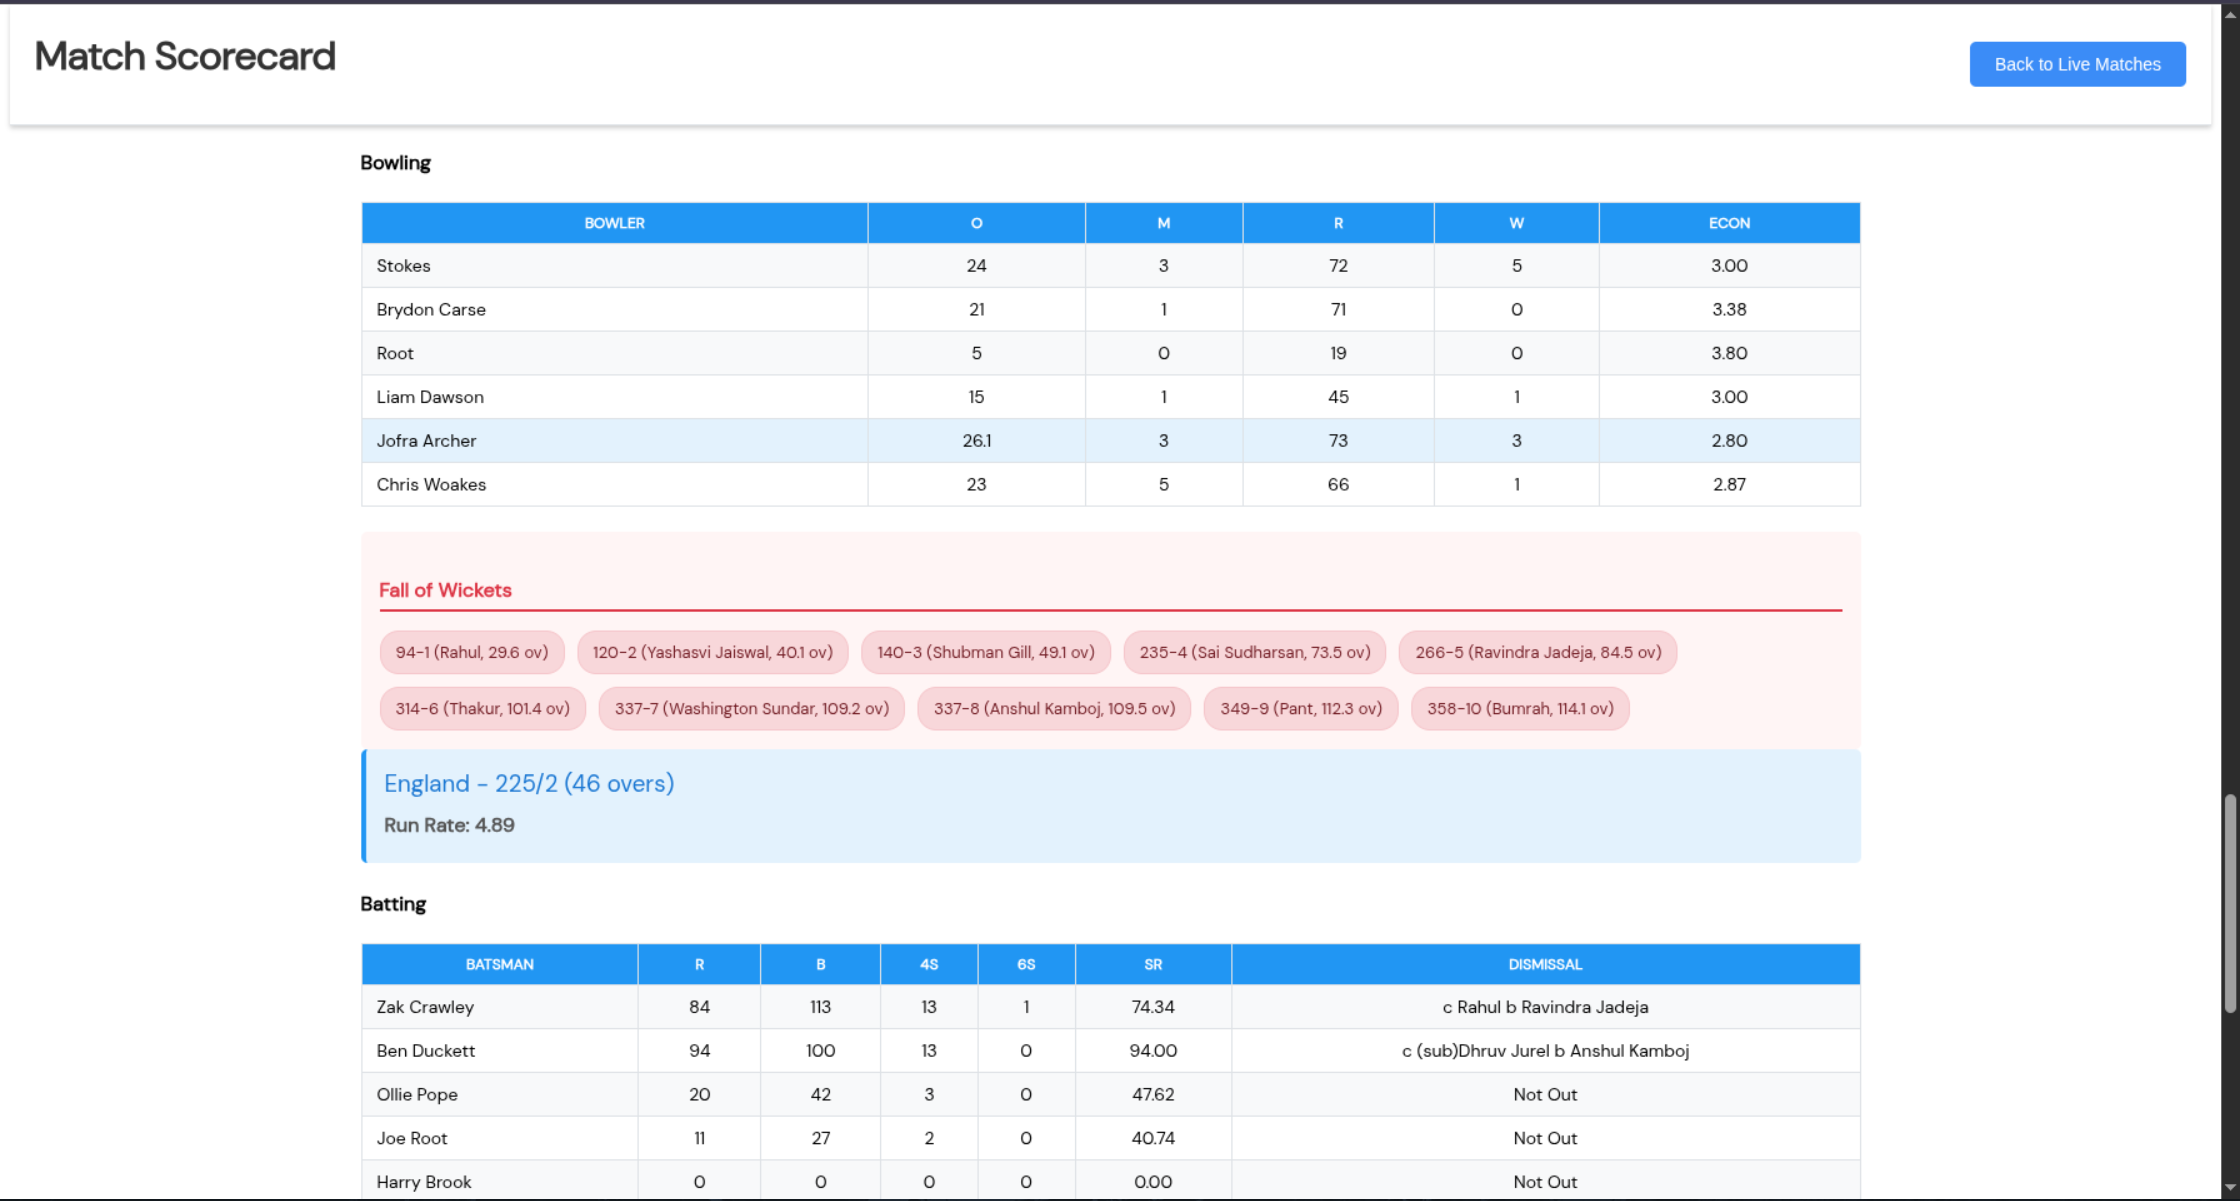 Match Scorecard
Back to Live Matches
Bowling
BOWLER O M R W ECON
Stokes 24 3 72 5 3.00
Brydon Carse 21 1 71 0 3.38
Root 5 0 19 0 3.80
Liam Dawson 15 1 45 1 3.00
Jofra Archer 26.1 3 73 3 2.80
Chris Woakes 23 5 66 1 2.87
Fall of Wickets
94-1 (Rahul, 29.6 ov) 120-2 (Yashasvi Jaiswal, 40.1 ov) 140-3 (Shubman Gill, 49.1 ov) 235-4 (Sai Sudharsan, 73.5 ov) 266-5 (Ravindra Jadeja, 84.5 ov)
314-6 (Thakur, 101.4 ov) 337-7 (Washington Sundar, 109.2 ov) 337-8 (Anshul Kamboj, 109.5 ov) 349-9 (Pant, 112.3 ov) 358-10 (Bumrah, 114.1 ov)
England - 225/2 (46 overs)
Run Rate: 4.89
Batting
BATSMAN R B 4S 6S SR DISMISSAL
Zak Crawley 84 113 13 1 74.34 c Rahul b Ravindra Jadeja
Ben Duckett 94 100 13 0 94.00 c (sub)Dhruv Jurel b Anshul Kamboj
Ollie Pope 20 42 3 0 47.62 Not Out
Joe Root 11 27 2 0 40.74 Not Out
Harry Brook 0 0 0 0 0.00 Not Out